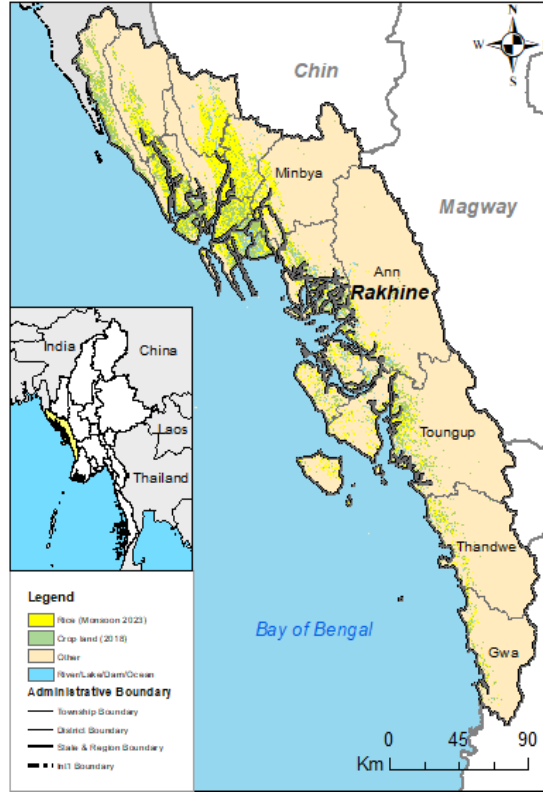 N
W
S
Chin
Minbya
Magway
Ann
Rakhine
India
China
Laos
Thailand
Toungup
Thandwe
Bay of Bengal
Gwa
Legend
Rice (Monsoon 2023)
Crop land (2018)
Other
River/Lake/Dam/Ocean
Administrative Boundary
Township Boundary
District Boundary
State & Region Boundary
Int'l Boundary
0 45 90
Km